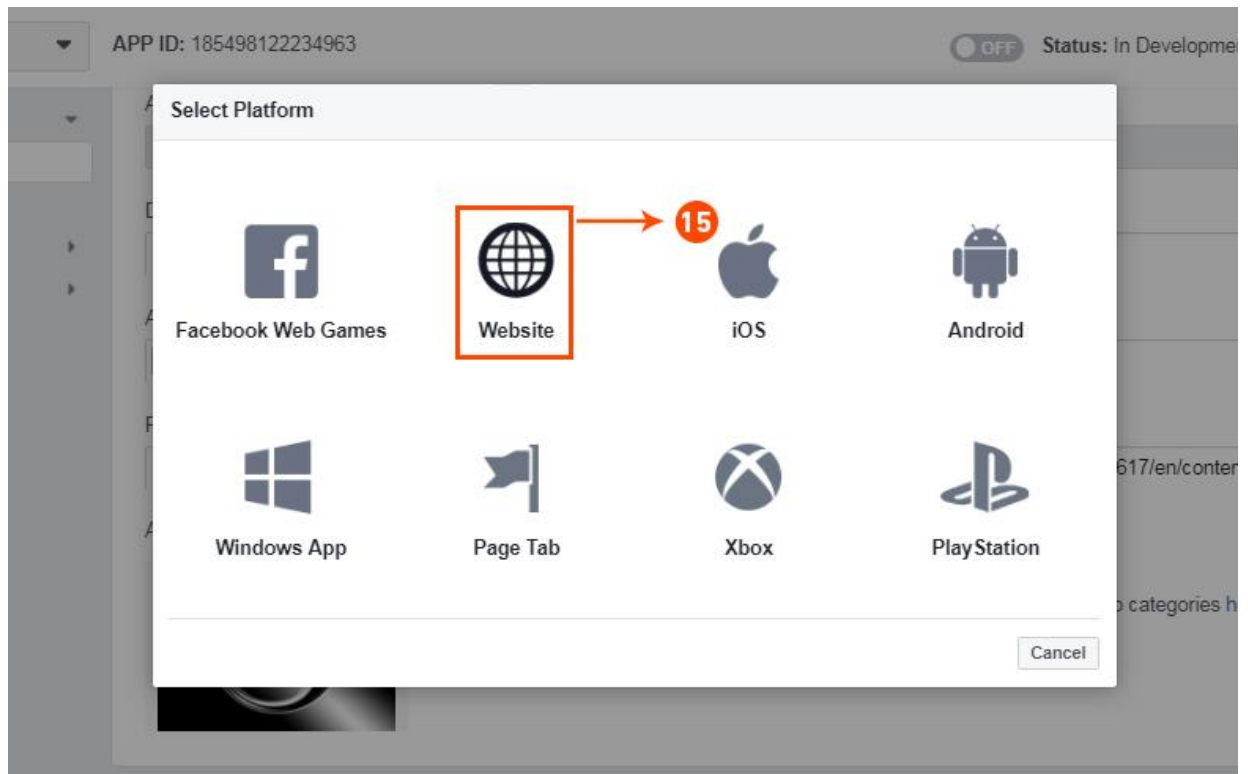 APP ID: 185498122234963
OFF Status: In Developme
Select Platform
15
Facebook Web Games Website iOS Android
617/en/conten
Windows App Page Tab Xbox PlayStation
categories h
Cancel